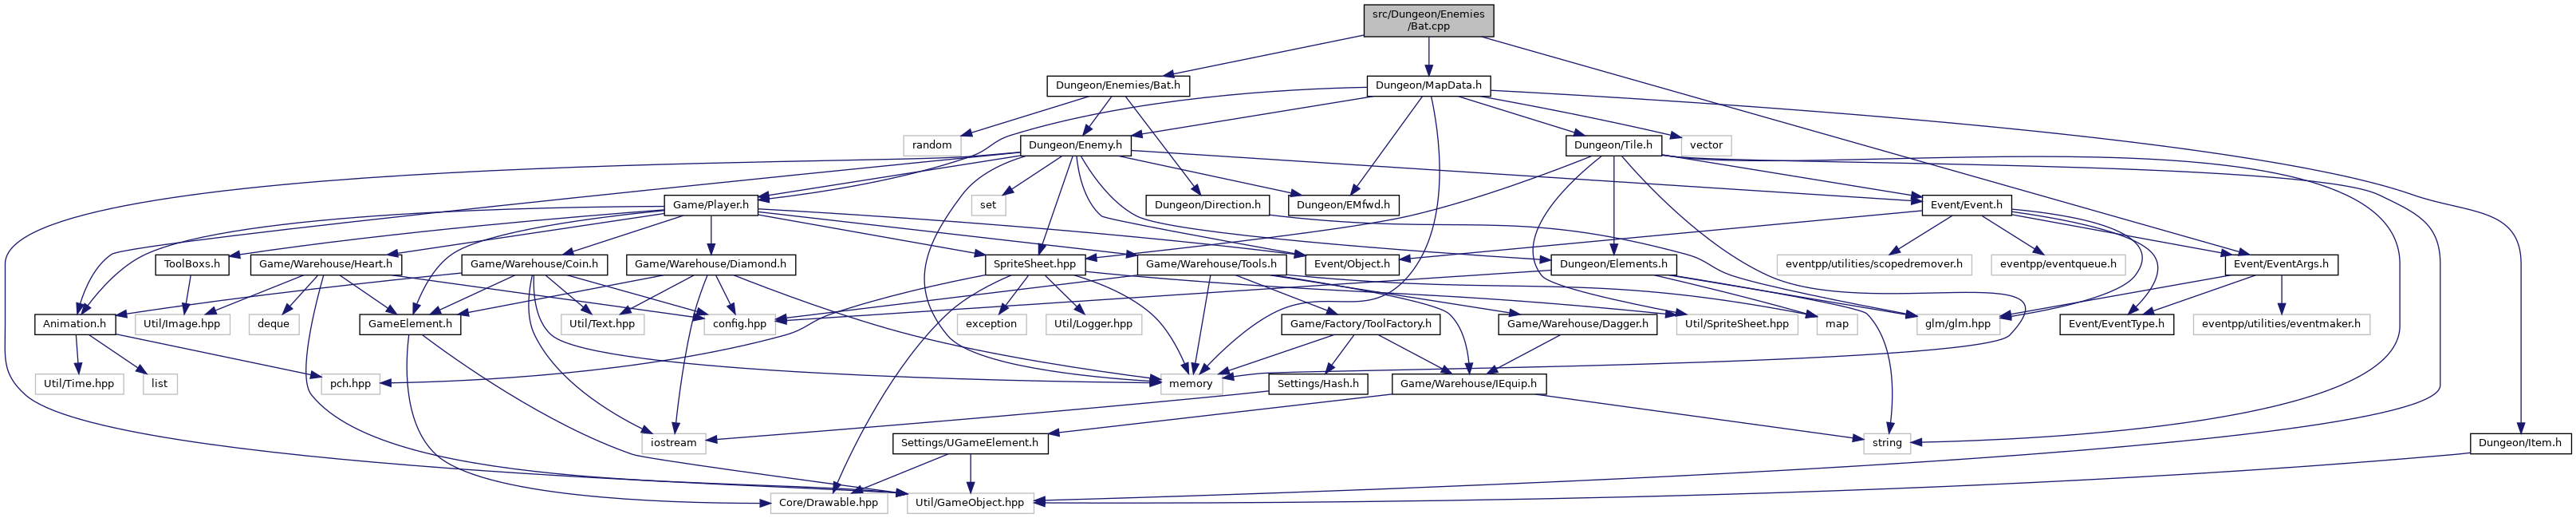 src/Dungeon/Enemies
/Bat.cpp
Dungeon/Enemies/Bat.h
Dungeon/MapData.h
random
Dungeon/Enemy.h
Dungeon/Tile.h
vector
Game/Player.h
set
Dungeon/Direction.h
Dungeon/EMfwd.h
Event/Event.h
ToolBoxs.h
Game/Warehouse/Heart.h
Game/Warehouse/Coin.h
Game/Warehouse/Diamond.h
SpriteSheet.hpp
Game/Warehouse/Tools.h
Event/Object.h
Dungeon/Elements.h
eventpp/utilities/scopedremover.h
eventpp/eventqueue.h
Event/EventArgs.h
Animation.h
Util/Image.hpp
deque
GameElement.h
Util/Text.hpp
config.hpp
exception
Util/Logger.hpp
Game/Factory/ToolFactory.h
Game/Warehouse/Dagger.h
Util/SpriteSheet.hpp
map
glm/glm.hpp
Event/EventType.h
eventpp/utilities/eventmaker.h
Util/Time.hpp
list
pch.hpp
memory
Settings/Hash.h
Game/Warehouse/IEquip.h
iostream
Settings/UGameElement.h
string
Dungeon/Item.h
Core/Drawable.hpp
Util/GameObject.hpp